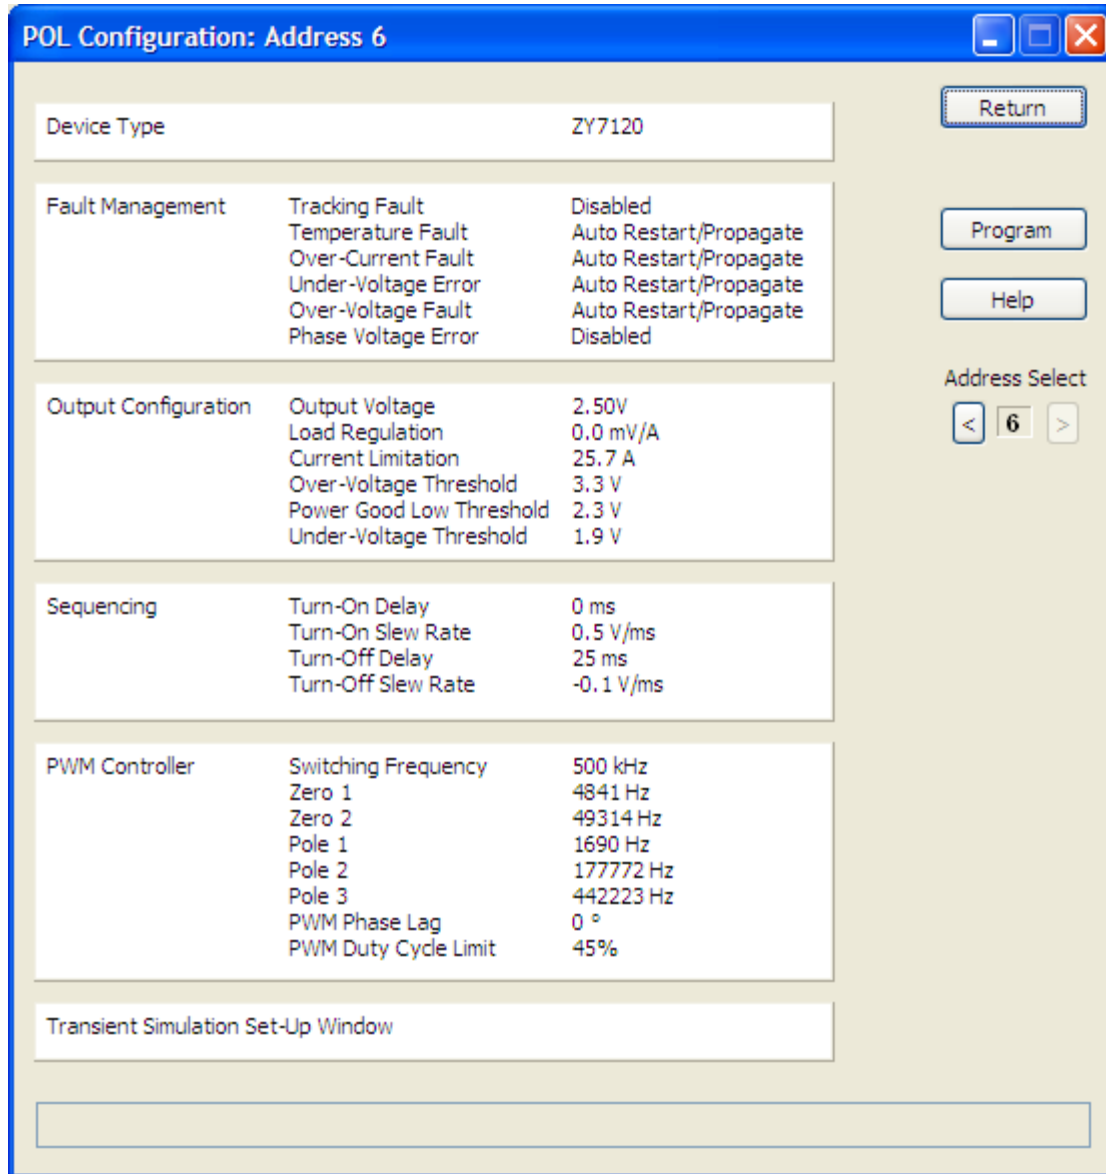 POL Configuration: Address 6
Return
Device Type ZY7120
Fault Management Tracking Fault Disabled
Temperature Fault Auto Restart/Propagate
Program
Over-Current Fault Auto Restart/Propagate
Under-Voltage Error Auto Restart/Propagate
Over-Voltage Fault Auto Restart/Propagate
Help
Phase Voltage Error Disabled
Address Select
< 6 >
Output Configuration Output Voltage 2.50V
Load Regulation 0.0 mV/A
Current Limitation 25.7 A
Over-Voltage Threshold 3.3 V
Power Good Low Threshold 2.3 V
Under-Voltage Threshold 1.9 V
Sequencing Turn-On Delay 0 ms
Turn-On Slew Rate 0.5 V/ms
Turn-Off Delay 25 ms
Turn-Off Slew Rate -0.1 V/ms
PWM Controller Switching Frequency 500 kHz
Zero 1 4841 Hz
Zero 2 49314 Hz
Pole 1 1690 Hz
Pole 2 177772 Hz
Pole 3 442223 Hz
PWM Phase Lag 0 °
PWM Duty Cycle Limit 45%
Transient Simulation Set-Up Window